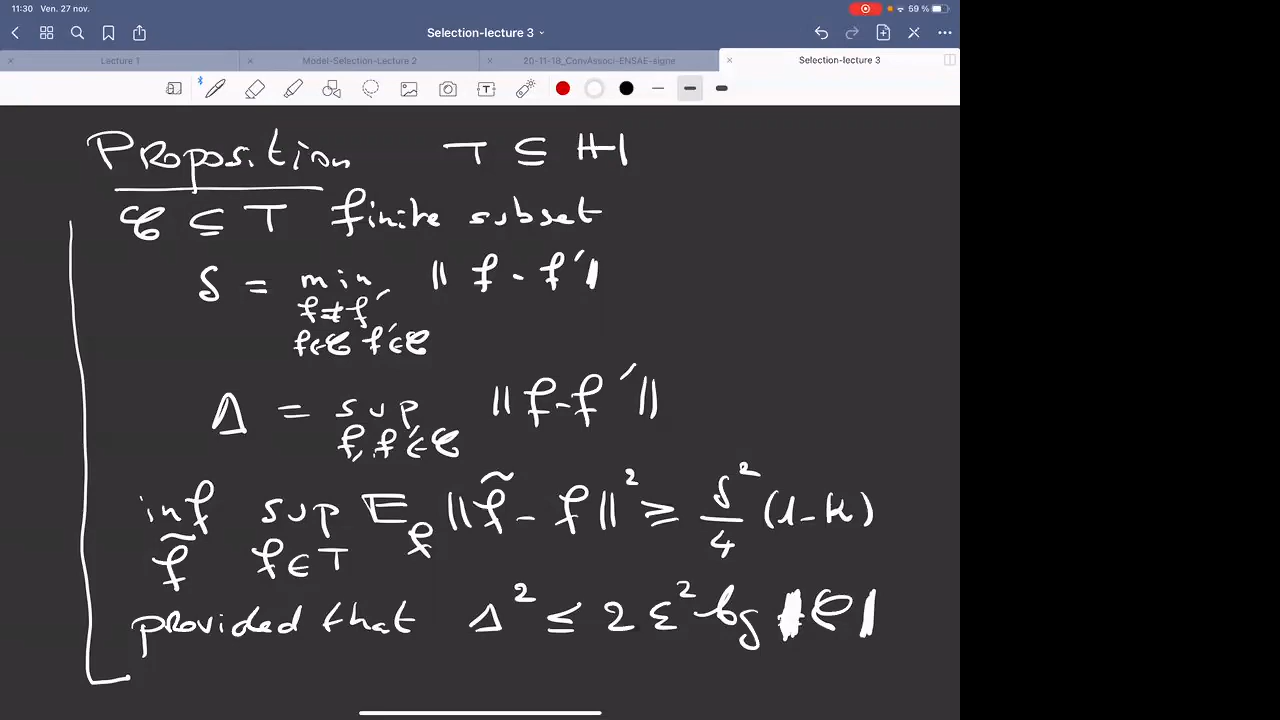 11:30 Ven. 27 nov.
59 %
Selection-lecture 3
Lecture 1
Model-Selection-Lecture 2
20-11-18_ConvAssoci-ENSAE-signe
Selection-lecture 3
Proposition T ⊆ H
𝒞 ⊆ T finite subset
δ = min ‖ f - f′ ‖
f≠f′
f∈𝒞 f′∈𝒞
Δ = sup ‖ f-f′ ‖
f, f′∈𝒞
inf sup 𝔼_f ‖ f̃ - f ‖² ≥ δ²/4 (1-κ)
f̃ f∈T
provided that Δ² ≤ 2 ε² log |𝒞|